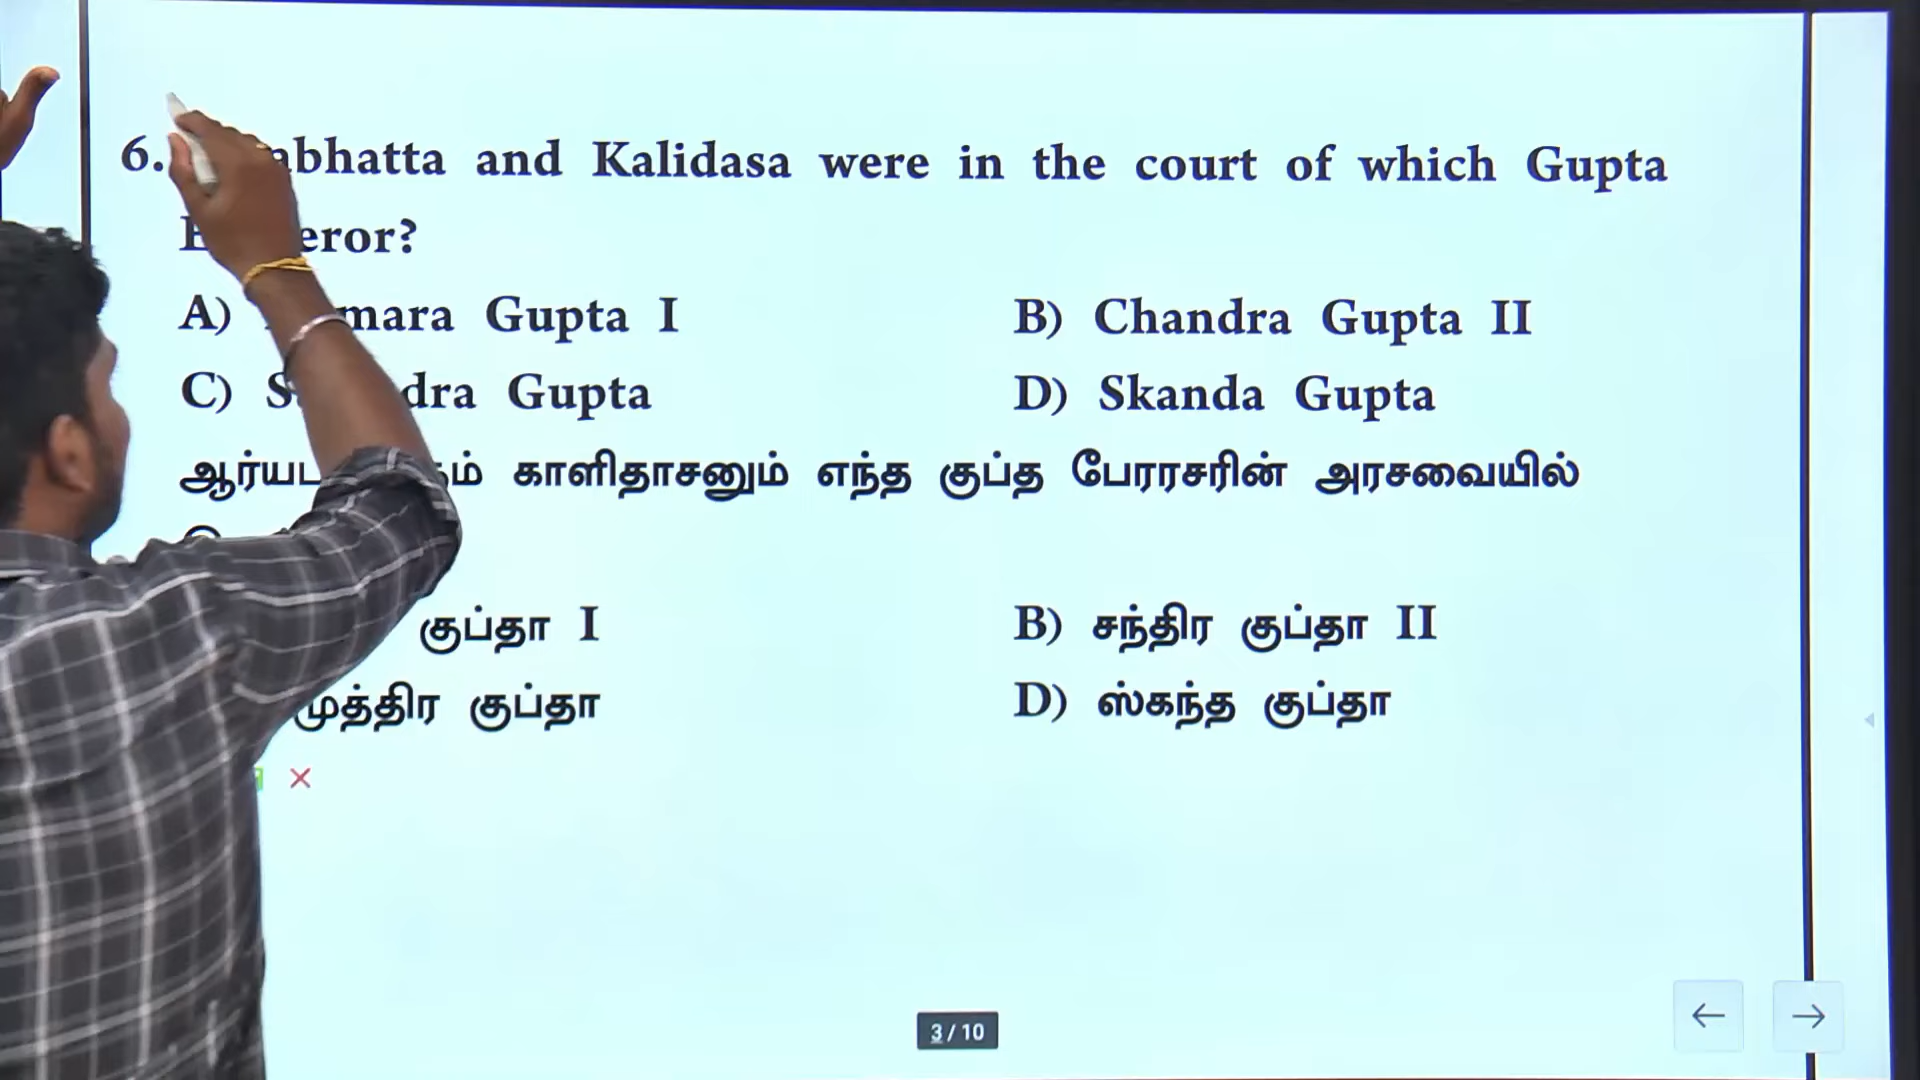 6. abhatta and Kalidasa were in the court of which Gupta
eror?
A) mara Gupta I
B) Chandra Gupta II
C) S dra Gupta
D) Skanda Gupta
ஆர்யப ம் காளிதாசனும் எந்த குப்த பேரரசரின் அரசவையில்
குப்தா I
B) சந்திர குப்தா II
முத்திர குப்தா
D) ஸ்கந்த குப்தா
3 / 10